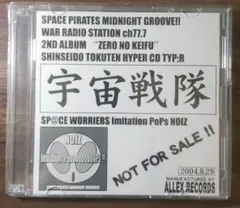 SPACE PIRATES MIDNIGHT GROOVE!!
WAR RADIO STATION ch77.7
2ND ALBUM "ZERO NO KEIFU"
SHINSEIDO TOKUTEN HYPER CD TYP;R
宇宙戦隊
SP@CE WORRIERS Imitation PoPs NOIZ
NOIZ
NOT FOR SALE !!
2004.9.29
MANUFACTURED BY
ALLEX RECORDS